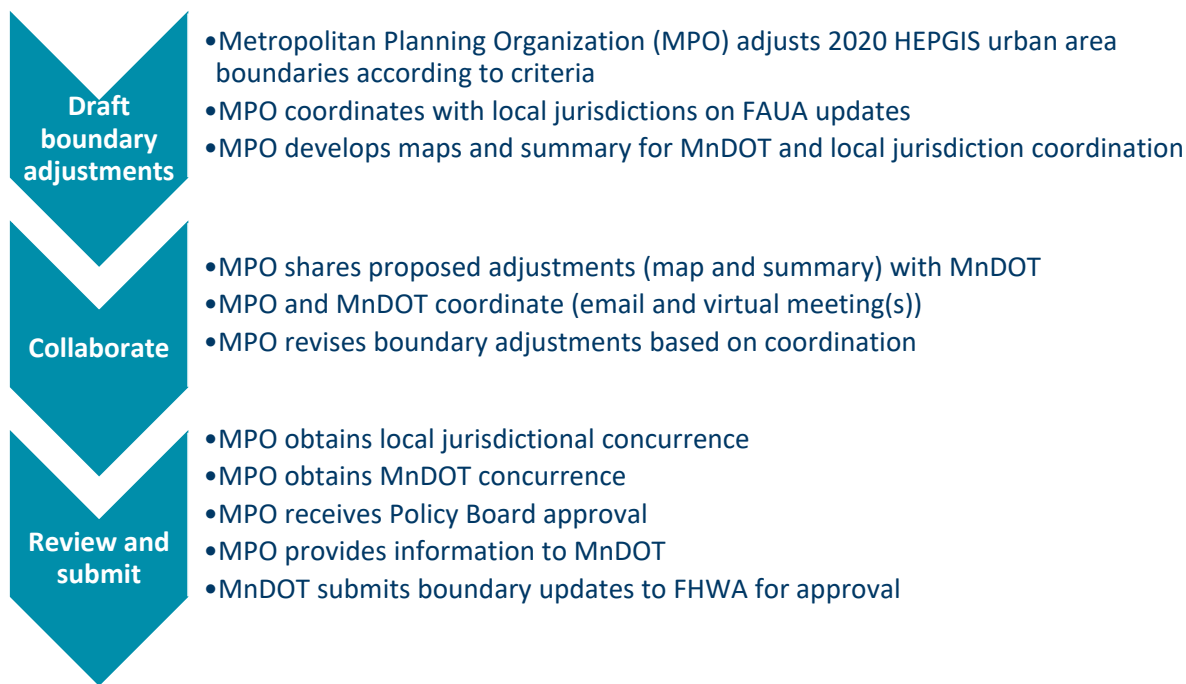 Draft
boundary
adjustments
•Metropolitan Planning Organization (MPO) adjusts 2020 HEPGIS urban area
boundaries according to criteria
•MPO coordinates with local jurisdictions on FAUA updates
•MPO develops maps and summary for MnDOT and local jurisdiction coordination
Collaborate
•MPO shares proposed adjustments (map and summary) with MnDOT
•MPO and MnDOT coordinate (email and virtual meeting(s))
•MPO revises boundary adjustments based on coordination
Review and
submit
•MPO obtains local jurisdictional concurrence
•MPO obtains MnDOT concurrence
•MPO receives Policy Board approval
•MPO provides information to MnDOT
•MnDOT submits boundary updates to FHWA for approval